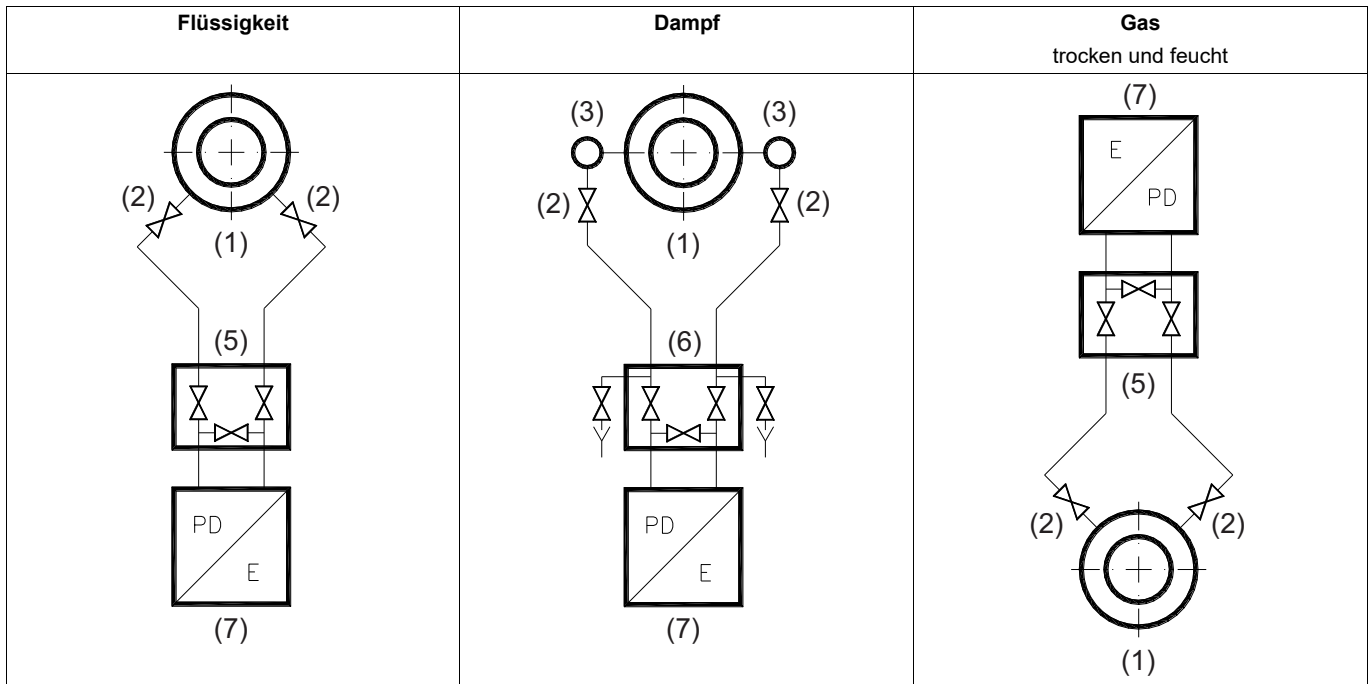 Flüssigkeit
Dampf
Gas
trocken und feucht
(2)
(2)
(1)
(5)
PD
E
(7)
(3)
(3)
(2)
(2)
(1)
(6)
PD
E
(7)
(7)
E
PD
(5)
(2)
(2)
(1)